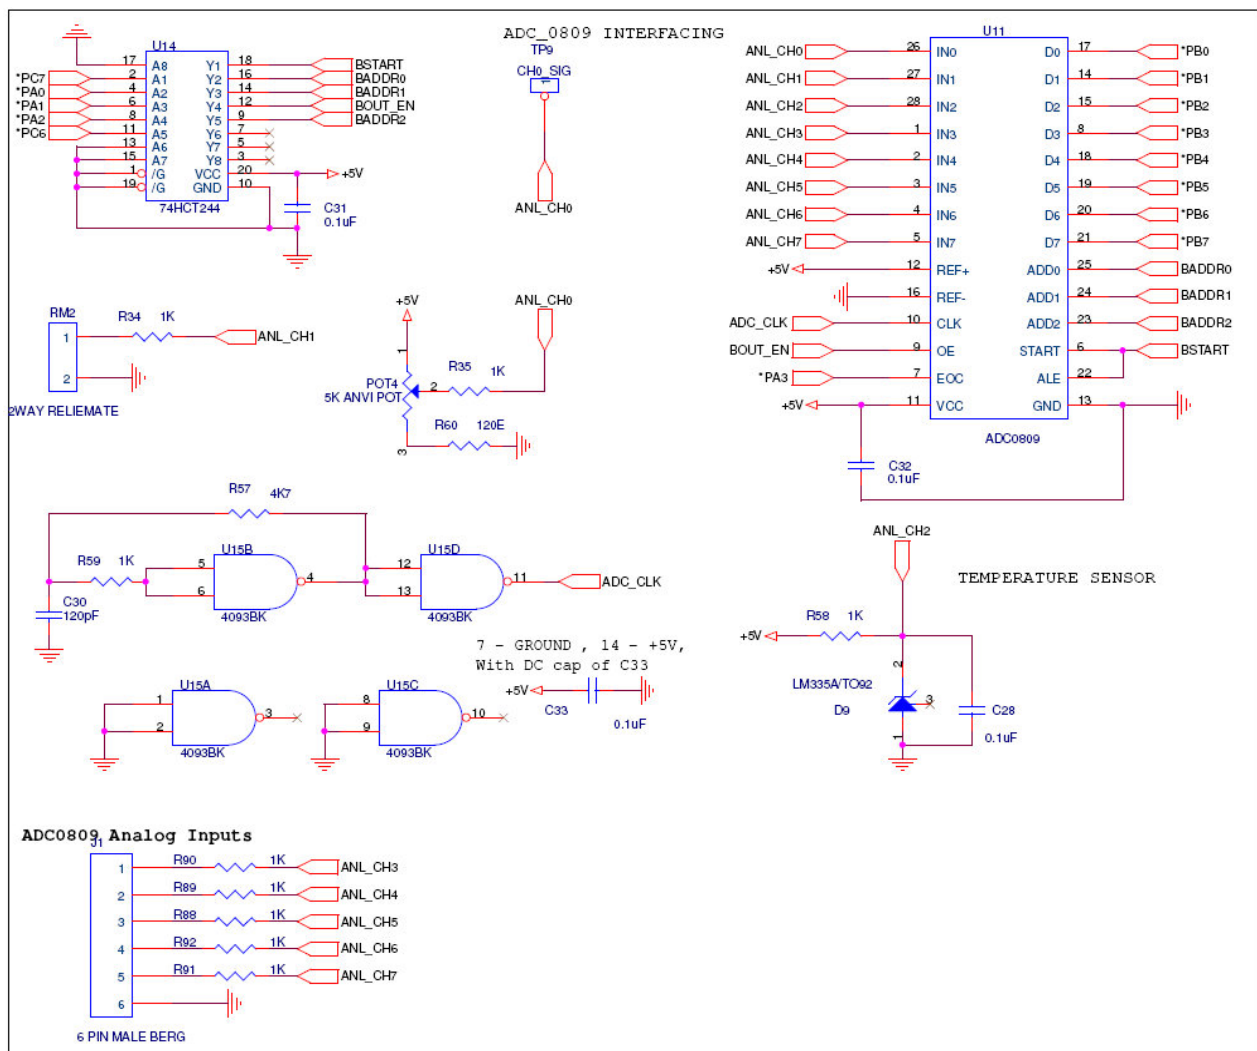 ADC_0809 INTERFACING
U14
17 A8 Y1 18 BSTART
*PC7 2 A1 Y2 16 BADDR0
*PA0 4 A2 Y3 14 BADDR1
*PA1 6 A3 Y4 12 BOUT_EN
*PA2 8 A4 Y5 9 BADDR2
*PC6 11 A5 Y6 7
13 A6 Y7 5
15 A7 Y8 3
1 /G VCC 20 +5V
19 /G GND 10
74HCT244
C31
0.1uF
TP9
CH0_SIG
1
ANL_CH0
U11
ANL_CH0 26 IN0 D0 17 *PB0
ANL_CH1 27 IN1 D1 14 *PB1
ANL_CH2 28 IN2 D2 15 *PB2
ANL_CH3 1 IN3 D3 8 *PB3
ANL_CH4 2 IN4 D4 18 *PB4
ANL_CH5 3 IN5 D5 19 *PB5
ANL_CH6 4 IN6 D6 20 *PB6
ANL_CH7 5 IN7 D7 21 *PB7
+5V 12 REF+ ADD0 25 BADDR0
16 REF- ADD1 24 BADDR1
ADC_CLK 10 CLK ADD2 23 BADDR2
BOUT_EN 9 OE START 6 BSTART
*PA3 7 EOC ALE 22
+5V 11 VCC GND 13
ADC0809
C32
0.1uF
RM2
1 R34 1K ANL_CH1
2
2WAY RELIEMATE
+5V
ANL_CH0
1
POT4
5K ANVI POT
2 R35 1K
3 R60 120E
R57 4K7
R59 1K
C30
120pF
U15B
5
6
4
4093BK
U15D
12
13
11 ADC_CLK
4093BK
7 - GROUND , 14 - +5V,
With DC cap of C33
+5V
C33
0.1uF
U15A
1
2
3
4093BK
U15C
8
9
10
4093BK
ANL_CH2
TEMPERATURE SENSOR
+5V R58 1K
2
LM335A/TO92
D9
3
1
C28
0.1uF
ADC0809 Analog Inputs
J1
1 R90 1K ANL_CH3
2 R89 1K ANL_CH4
3 R88 1K ANL_CH5
4 R92 1K ANL_CH6
5 R91 1K ANL_CH7
6
6 PIN MALE BERG